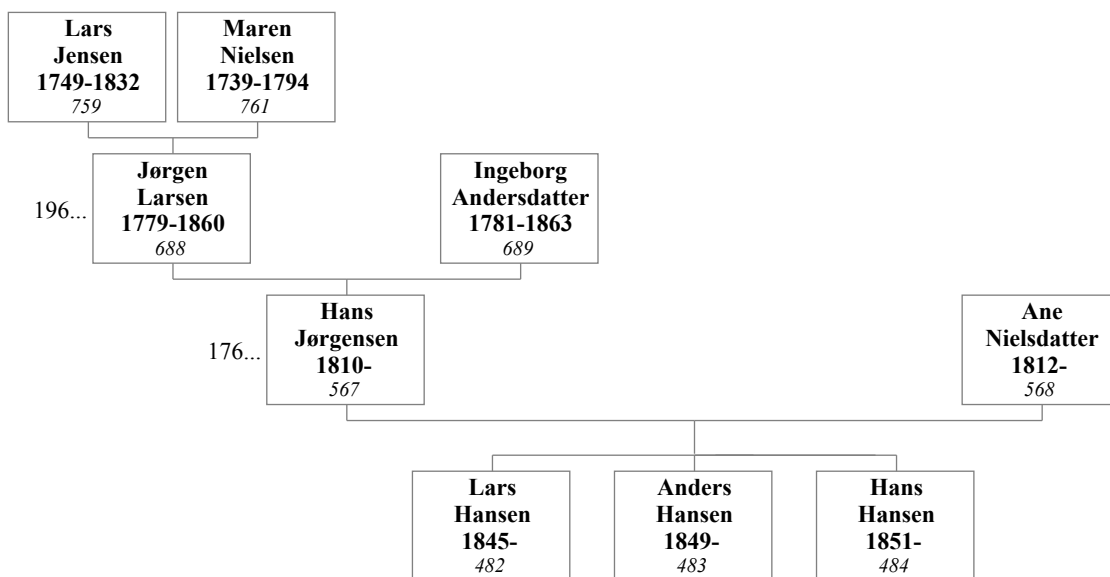 Lars
Jensen
1749-1832
759
Maren
Nielsen
1739-1794
761
196...
Jørgen
Larsen
1779-1860
688
Ingeborg
Andersdatter
1781-1863
689
176...
Hans
Jørgensen
1810-
567
Ane
Nielsdatter
1812-
568
Lars
Hansen
1845-
482
Anders
Hansen
1849-
483
Hans
Hansen
1851-
484